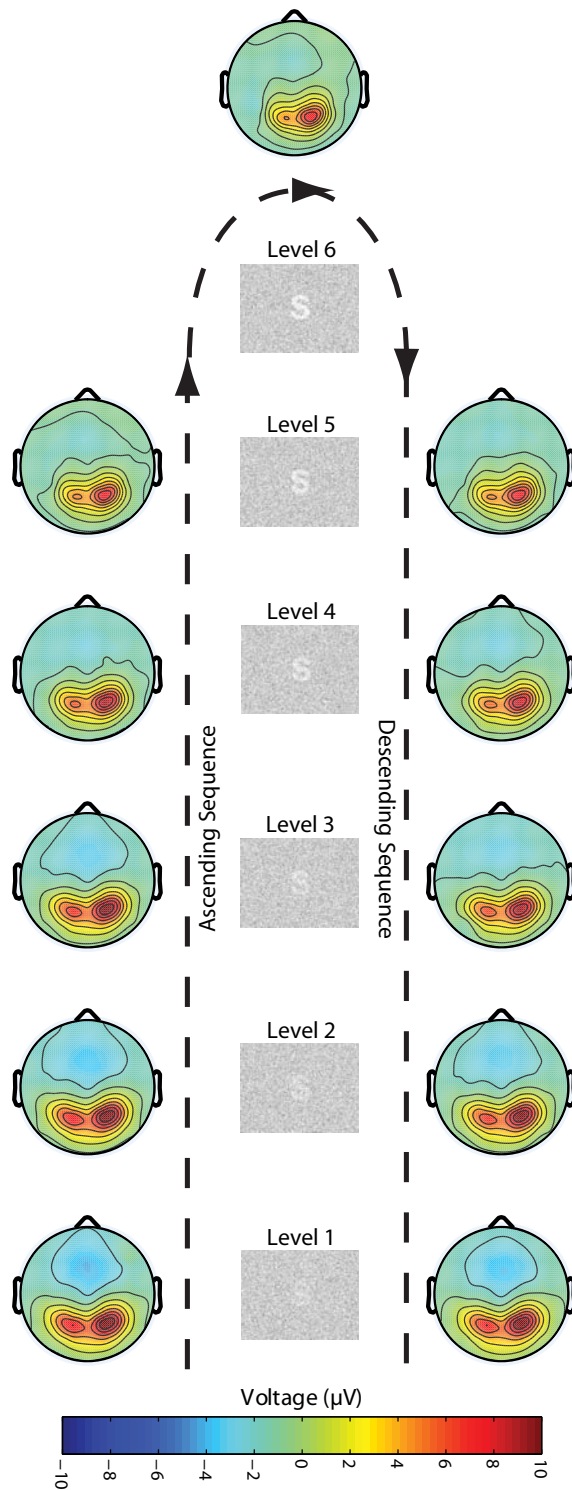 Level 6
S
Level 5
S
Level 4
S
Ascending Sequence
Descending Sequence
Level 3
S
Level 2
S
Level 1
S
Voltage (µV)
−10
−8
−6
−4
−2
0
2
4
6
8
10